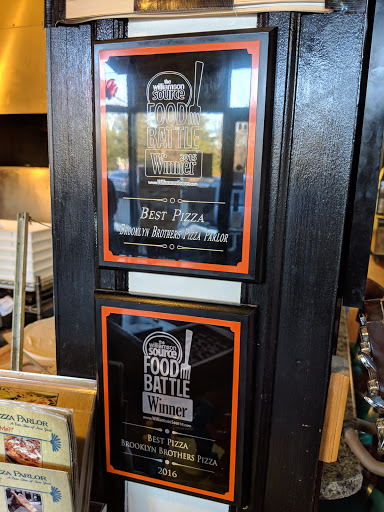 the
williamson
source
FOOD
BATTLE
2015
Winner
BEST PIZZA
BROOKLYN BROTHERS PIZZA PARLOR
the
williamson
source
FOOD
BATTLE
Winner
BEST PIZZA
BROOKLYN BROTHERS PIZZA
2016
ZZA PARLOR
ZZA PARLOR